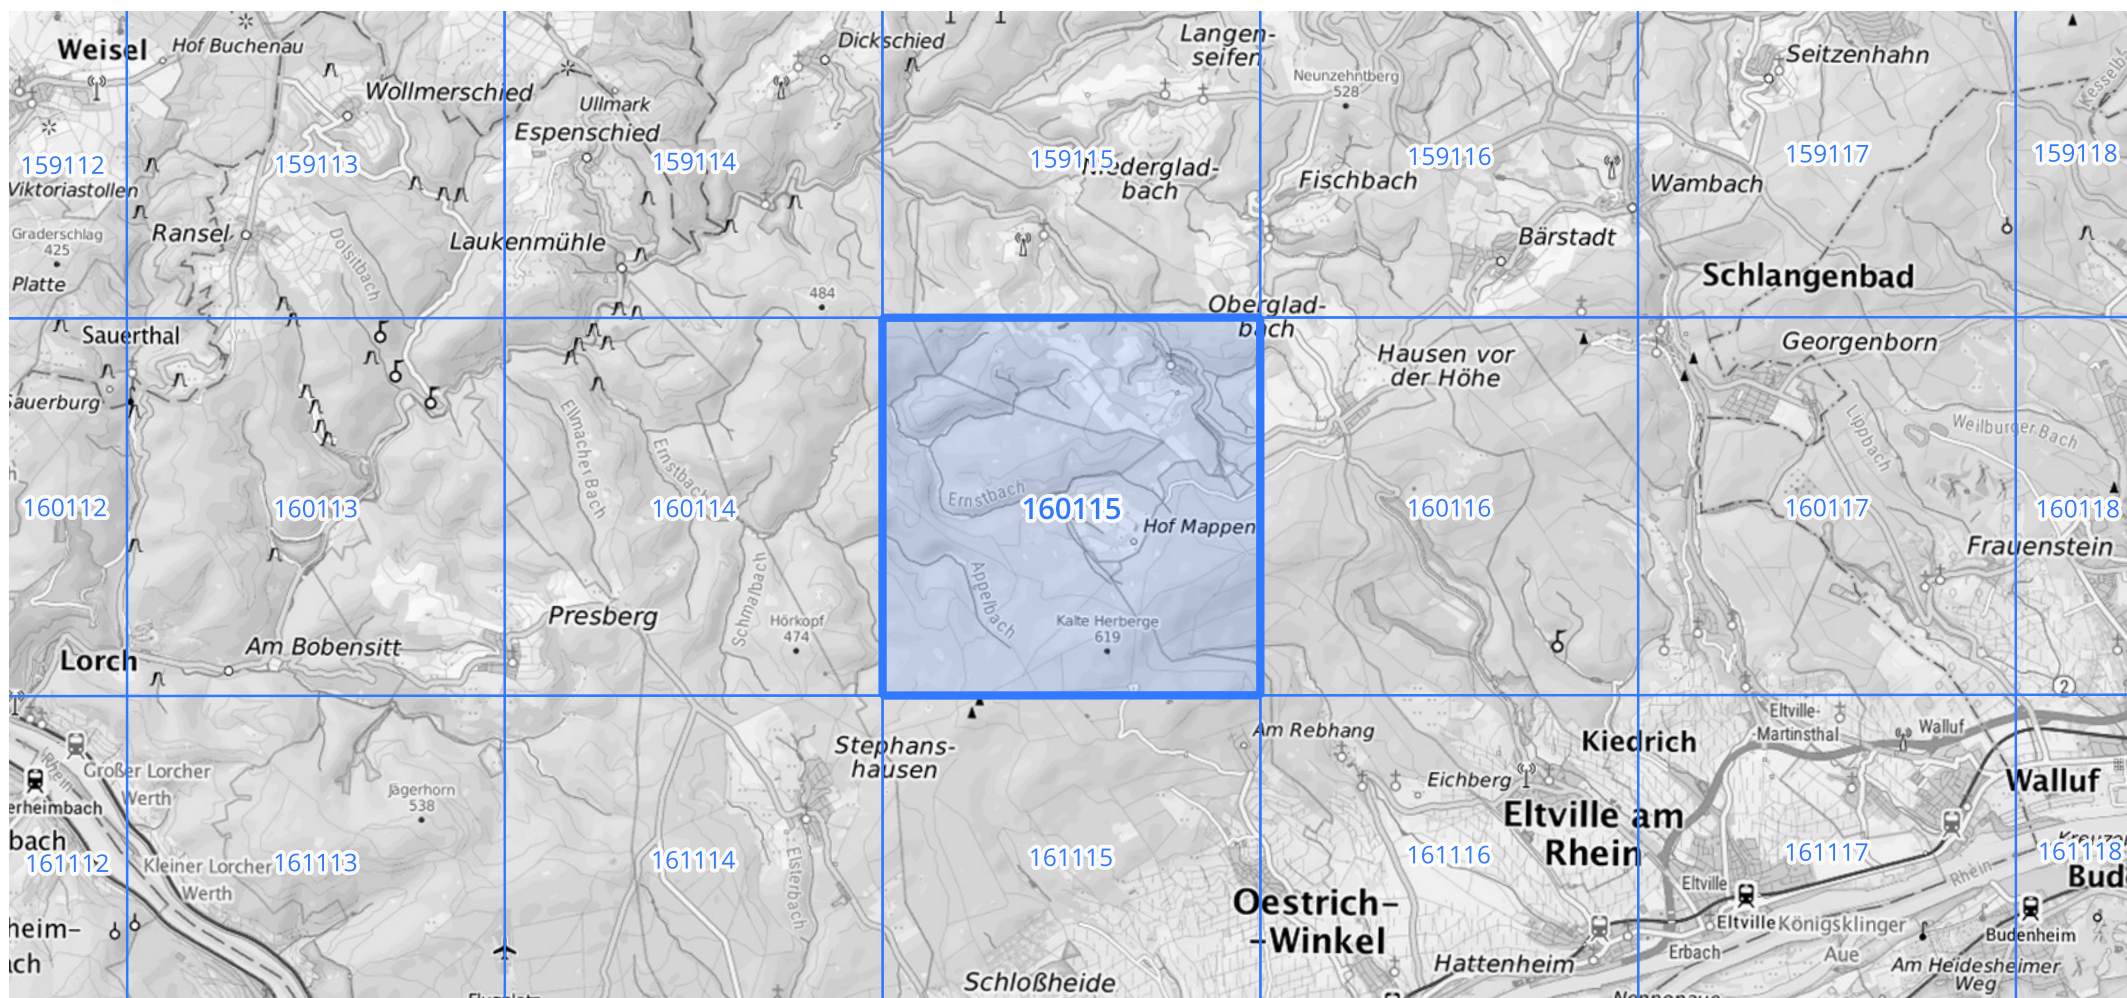 Weisel
Hof Buchenau
Wollmerschied
Ullmark
Espenschied
Dickschied
Langen-
seifen
Neunzehntberg
528
Seitzenhahn
159112
159113
159114
159115
159116
159117
159118
Viktoriastollen
Niederglad-
bach
Fischbach
Wambach
Graderschlag
425
Ransel
Dolsitbach
Laukenmühle
Bärstadt
Platte
484
Schlangenbad
Oberglad-
bach
Sauerthal
Hausen vor
der Höhe
Georgenborn
Sauerburg
Elmacher Bach
Ernstbach
Lippbach
Weilburger Bach
160112
160113
160114
Ernstbach
160115
160116
160117
160118
Hof Mappen
Frauenstein
Appelbach
Schmalbach
Presberg
Hörkopf
474
Kalte Herberge
619
Lorch
Am Bobensitt
2
Eltville-
Martinsthal
Walluf
Am Rebhang
Kiedrich
Stephans-
hausen
Rhein
Großer Lorcher
Werth
Eichberg
Walluf
Jägerhorn
538
erheimbach
Eltville am
Rhein
bach
161112
Kleiner Lorcher
Werth
161113
161114
161115
161116
161117
161118
Elsterbach
Rhein
Bud
Eltville
Oestrich-
-Winkel
Eltville
Königsklinger
Aue
Budenheim
heim-
ach
Erbach
Hattenheim
Am Heidesheimer
Weg
Schloßheide